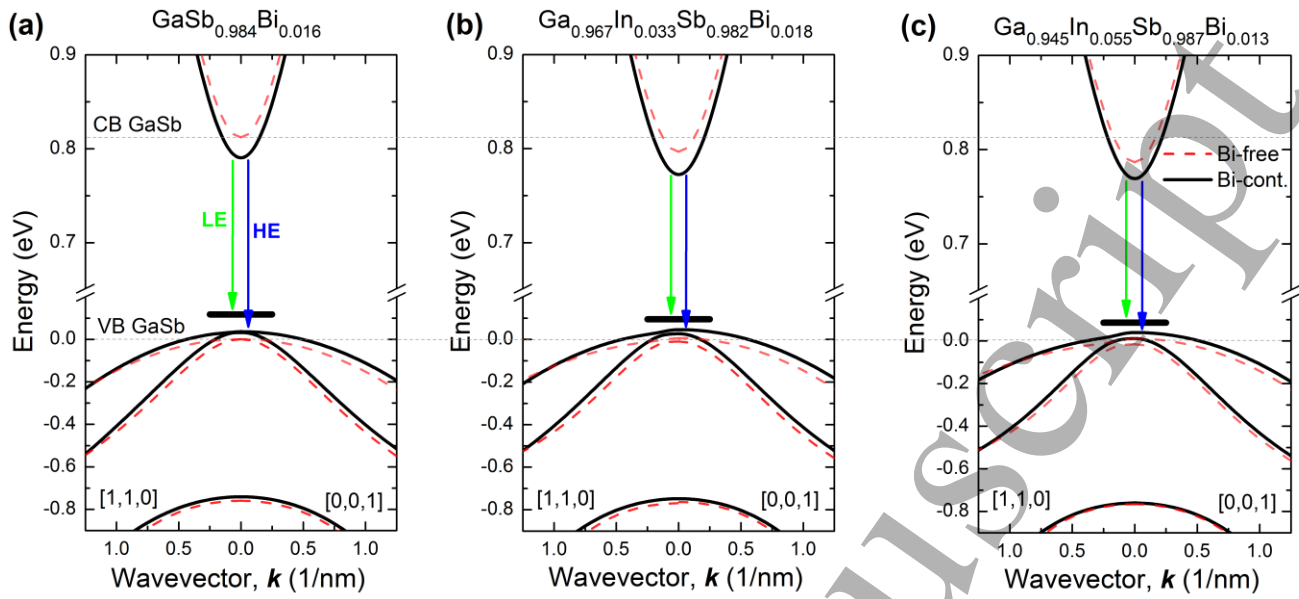 (a) GaSb0.984Bi0.016
(b) Ga0.967In0.033Sb0.982Bi0.018
(c) Ga0.945In0.055Sb0.987Bi0.013
0.9
0.8
0.7
0.0
-0.2
-0.4
-0.6
-0.8
Energy (eV)
CB GaSb
LE
HE
VB GaSb
[1,1,0]
[0,0,1]
1.0 0.5 0.0 0.5 1.0
Wavevector, k (1/nm)
0.9
0.8
0.7
0.0
-0.2
-0.4
-0.6
-0.8
Energy (eV)
[1,1,0]
[0,0,1]
1.0 0.5 0.0 0.5 1.0
Wavevector, k (1/nm)
0.9
0.8
0.7
0.0
-0.2
-0.4
-0.6
-0.8
Energy (eV)
Bi-free
Bi-cont.
[1,1,0]
[0,0,1]
1.0 0.5 0.0 0.5 1.0
Wavevector, k (1/nm)
uscript